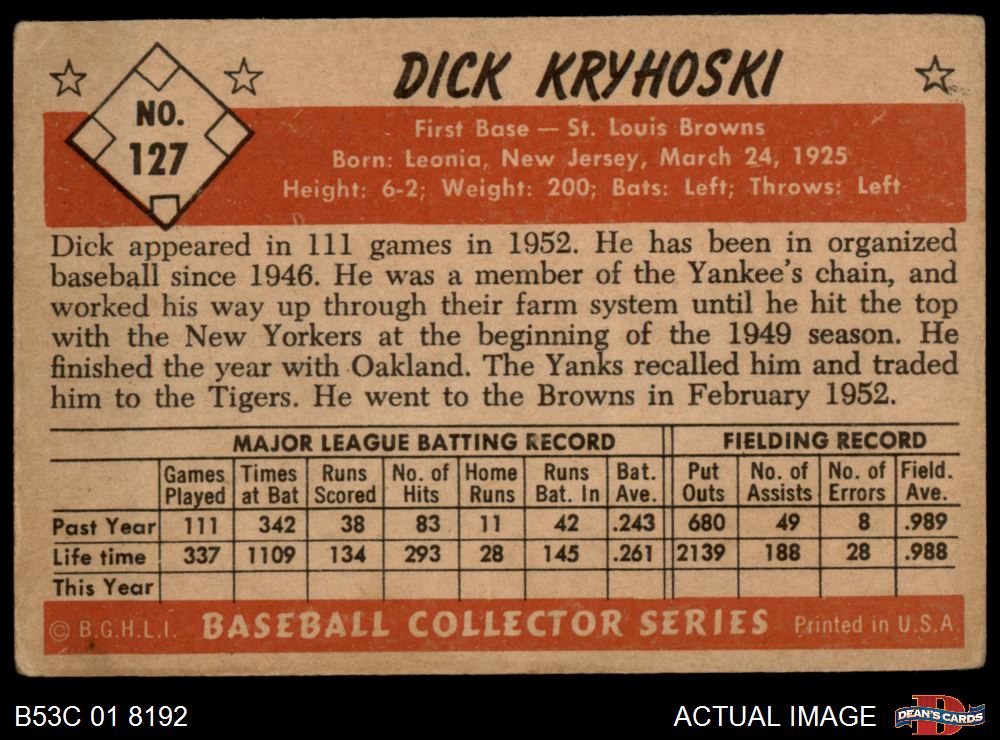 NO.
127
DICK KRYHOSKI
First Base — St. Louis Browns
Born: Leonia, New Jersey, March 24, 1925
Height: 6-2; Weight: 200; Bats: Left; Throws: Left
Dick appeared in 111 games in 1952. He has been in organized
baseball since 1946. He was a member of the Yankee's chain, and
worked his way up through their farm system until he hit the top
with the New Yorkers at the beginning of the 1949 season. He
finished the year with Oakland. The Yanks recalled him and traded
him to the Tigers. He went to the Browns in February 1952.
MAJOR LEAGUE BATTING RECORD FIELDING RECORD
Games Times Runs No. of Home Runs Bat. Put No. of No. of Field.
Played at Bat Scored Hits Runs Bat. In Ave. Outs Assists Errors Ave.
Past Year 111 342 38 83 11 42 .243 680 49 8 .989
Life time 337 1109 134 293 28 145 .261 2139 188 28 .988
This Year
© B.G.H.L.I. BASEBALL COLLECTOR SERIES Printed in U.S.A.
B53C 01 8192
ACTUAL IMAGE
D
DEAN'S CARDS